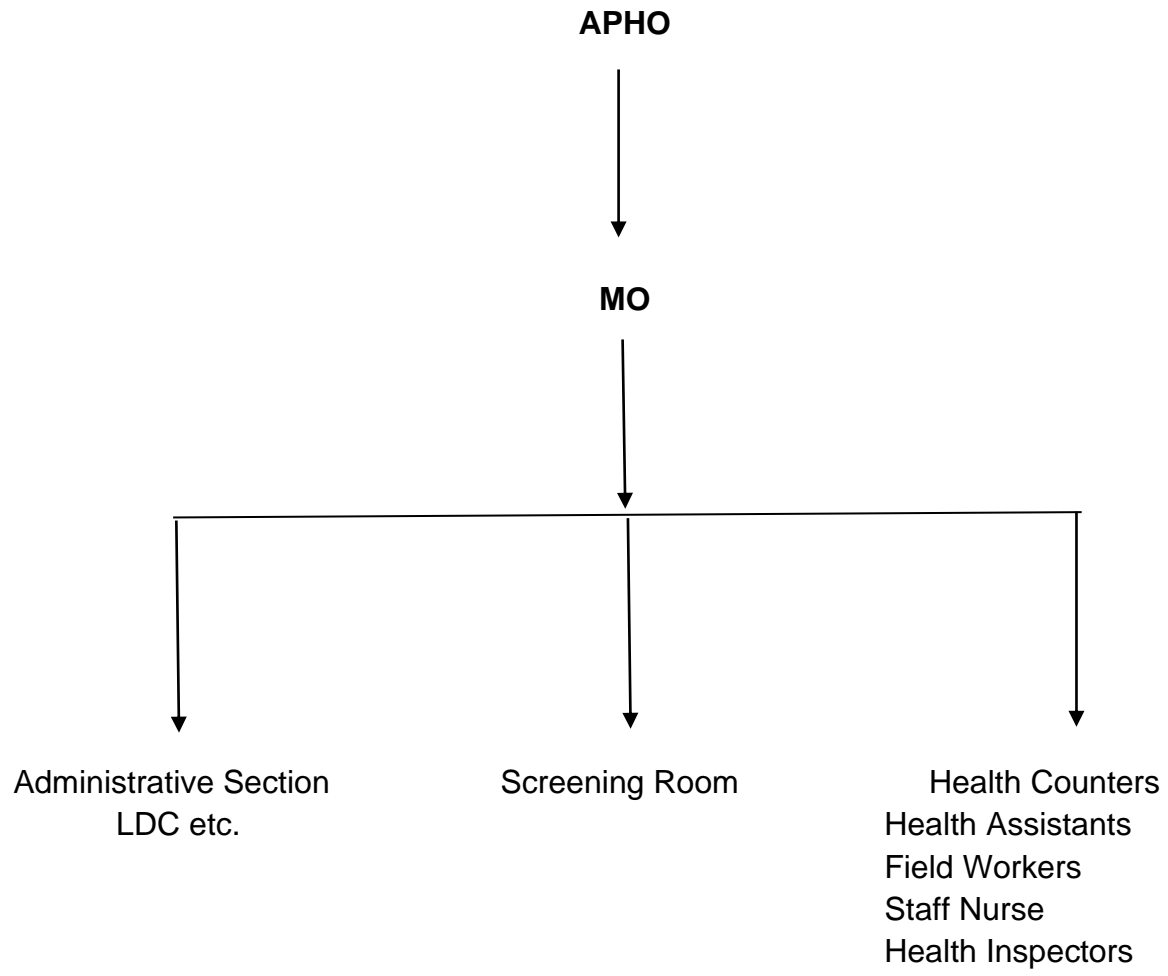 APHO
MO
Administrative Section
LDC etc.
Screening Room
Health Counters
Health Assistants
Field Workers
Staff Nurse
Health Inspectors